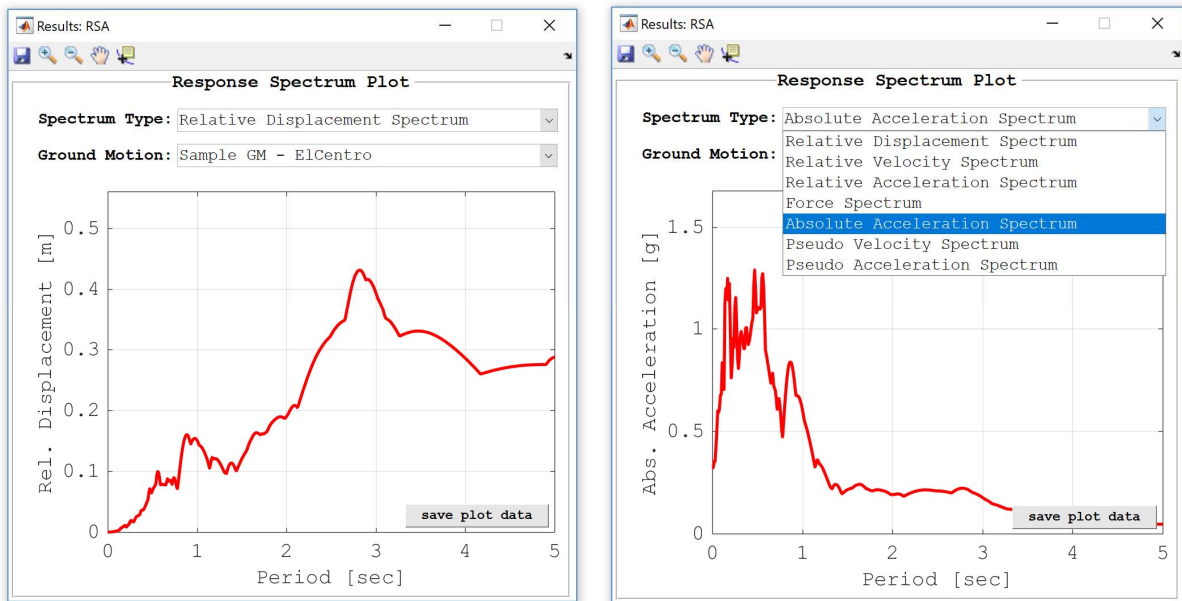 Results: RSA
Response Spectrum Plot
Spectrum Type: Relative Displacement Spectrum
Ground Motion: Sample GM - ElCentro
Rel. Displacement [m]
0.5
0.4
0.3
0.2
0.1
0
save plot data
0 1 2 3 4 5
Period [sec]
Results: RSA
Response Spectrum Plot
Spectrum Type: Absolute Acceleration Spectrum
Ground Motion:
Relative Displacement Spectrum
Relative Velocity Spectrum
Relative Acceleration Spectrum
Force Spectrum
Absolute Acceleration Spectrum
Pseudo Velocity Spectrum
Pseudo Acceleration Spectrum
Abs. Acceleration [g]
1.5
1
0.5
0
save plot data
0 1 2 3 4 5
Period [sec]